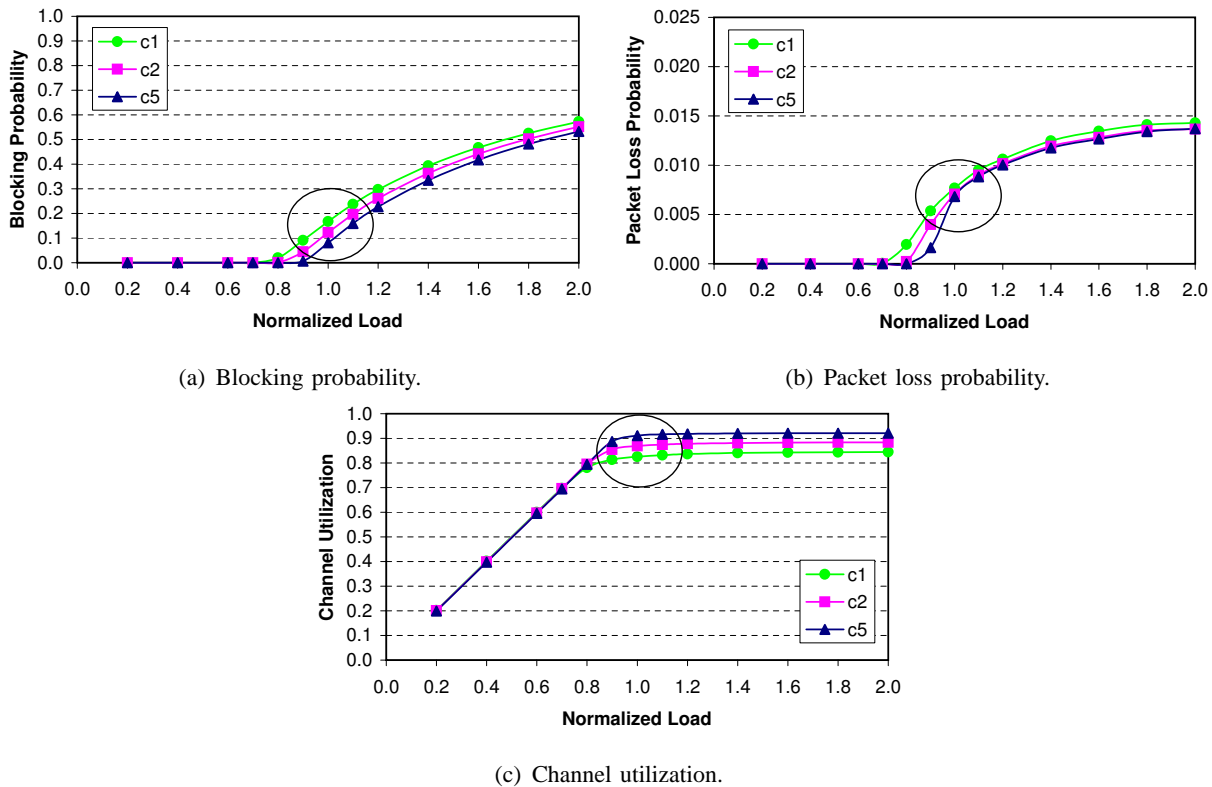 1.0
0.9
0.8
0.7
0.6
0.5
0.4
0.3
0.2
0.1
0.0
Blocking Probability
c1
c2
c5
0.0 0.2 0.4 0.6 0.8 1.0 1.2 1.4 1.6 1.8 2.0
Normalized Load
(a) Blocking probability.
0.025
0.020
0.015
0.010
0.005
0.000
Packet Loss Probability
c1
c2
c5
0.0 0.2 0.4 0.6 0.8 1.0 1.2 1.4 1.6 1.8 2.0
Normalized Load
(b) Packet loss probability.
1.0
0.9
0.8
0.7
0.6
0.5
0.4
0.3
0.2
0.1
0.0
Channel Utilization
c1
c2
c5
0.0 0.2 0.4 0.6 0.8 1.0 1.2 1.4 1.6 1.8 2.0
Normalized Load
(c) Channel utilization.